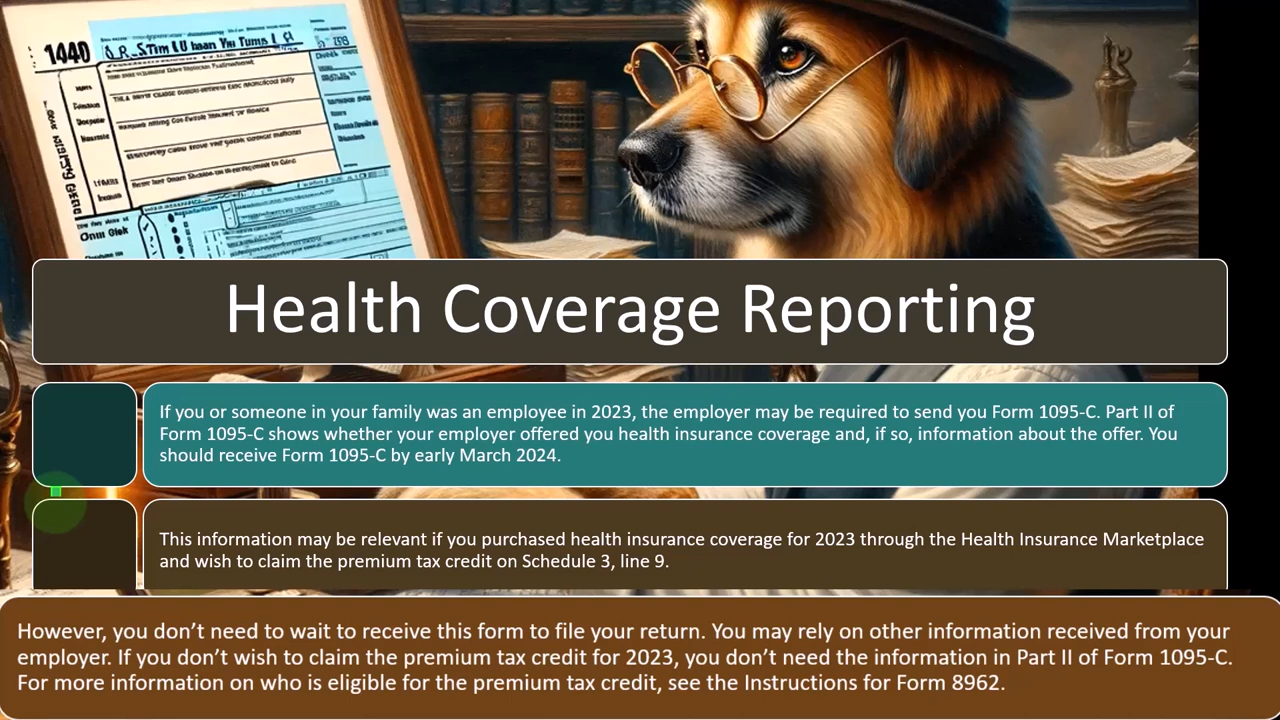 1440
Health Coverage Reporting
If you or someone in your family was an employee in 2023, the employer may be required to send you Form 1095-C. Part II of
Form 1095-C shows whether your employer offered you health insurance coverage and, if so, information about the offer. You
should receive Form 1095-C by early March 2024.
This information may be relevant if you purchased health insurance coverage for 2023 through the Health Insurance Marketplace
and wish to claim the premium tax credit on Schedule 3, line 9.
However, you don’t need to wait to receive this form to file your return. You may rely on other information received from your
employer. If you don’t wish to claim the premium tax credit for 2023, you don’t need the information in Part II of Form 1095-C.
For more information on who is eligible for the premium tax credit, see the Instructions for Form 8962.